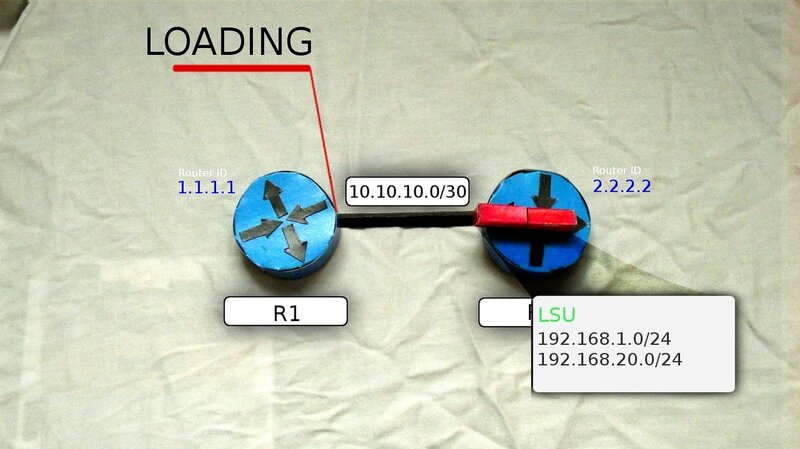 LOADING
Router ID
1.1.1.1
10.10.10.0/30
Router ID
2.2.2.2
R1
LSU
192.168.1.0/24
192.168.20.0/24